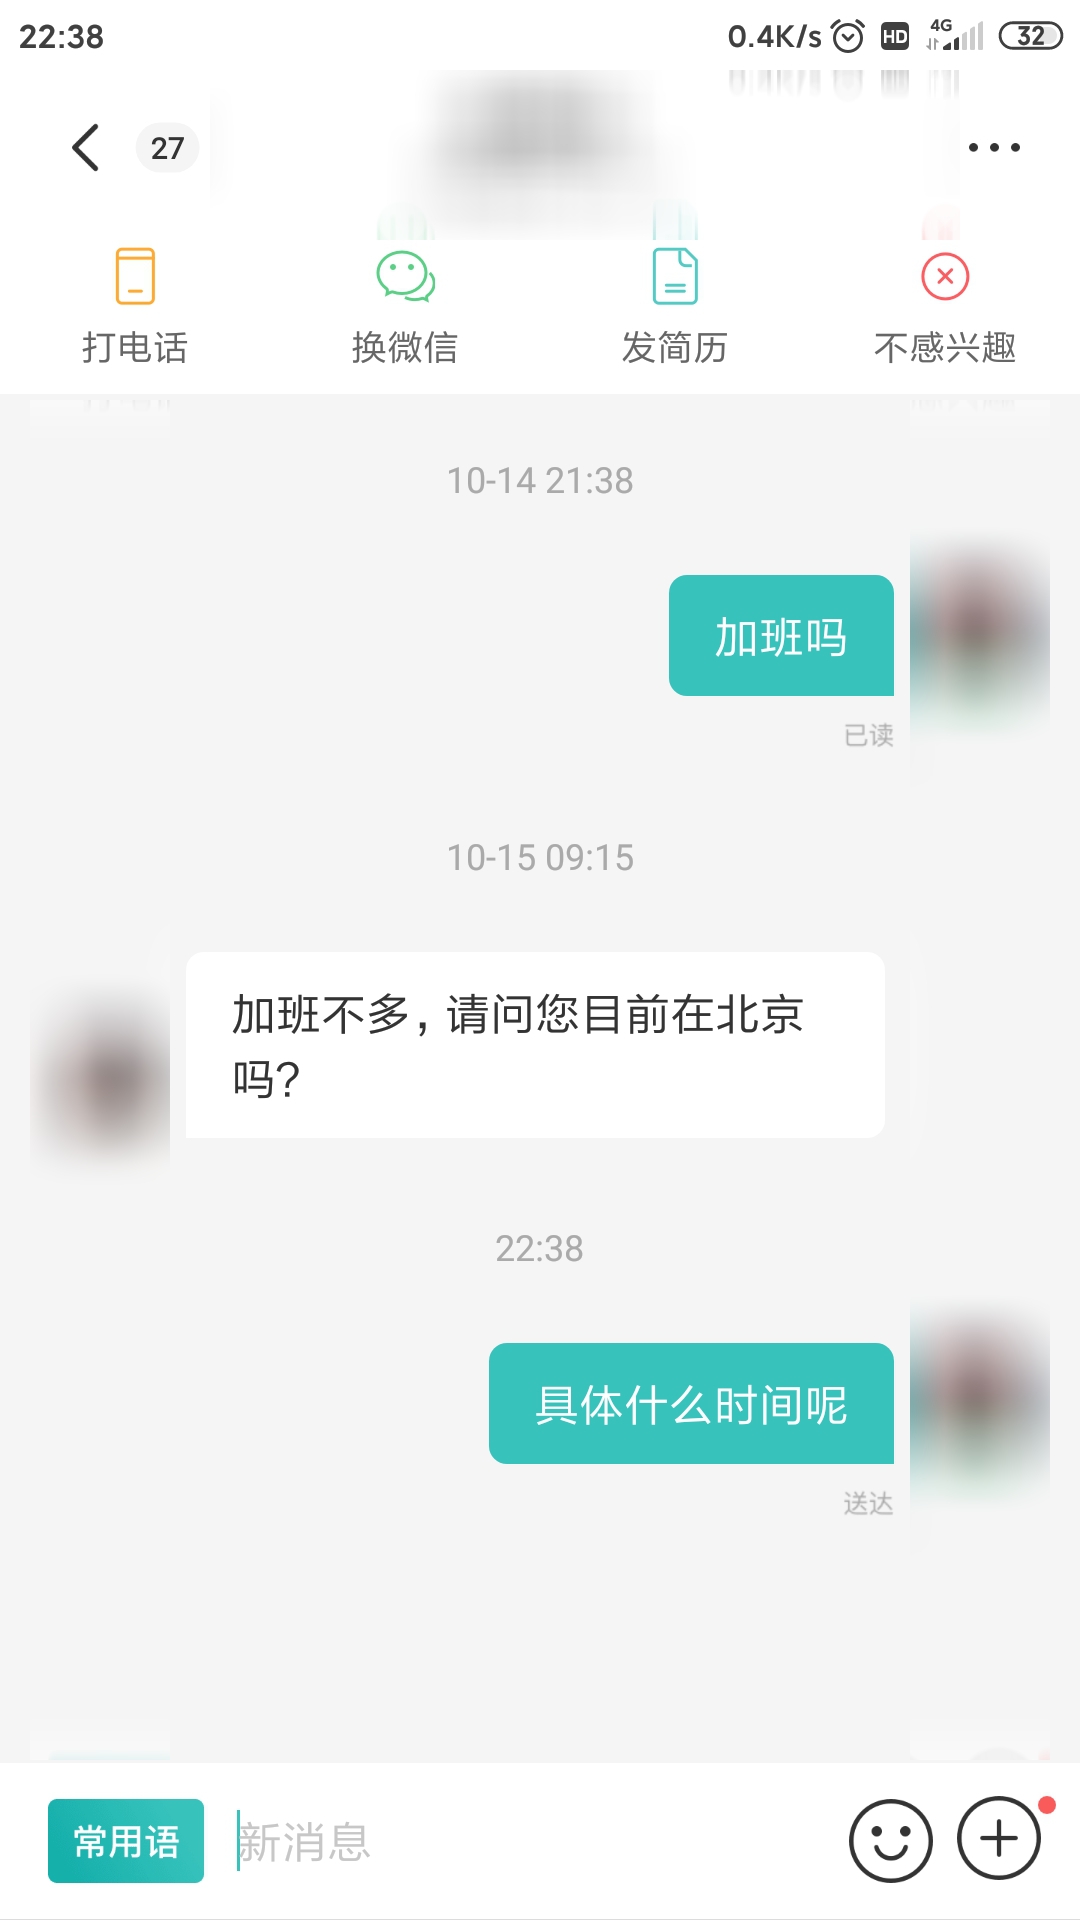 22:38 0.4K/s HD 4G 32
27
打电话 换微信 发简历 不感兴趣
10-14 21:38
加班吗
已读
10-15 09:15
加班不多，请问您目前在北京
吗？
22:38
具体什么时间呢
送达
常用语 新消息